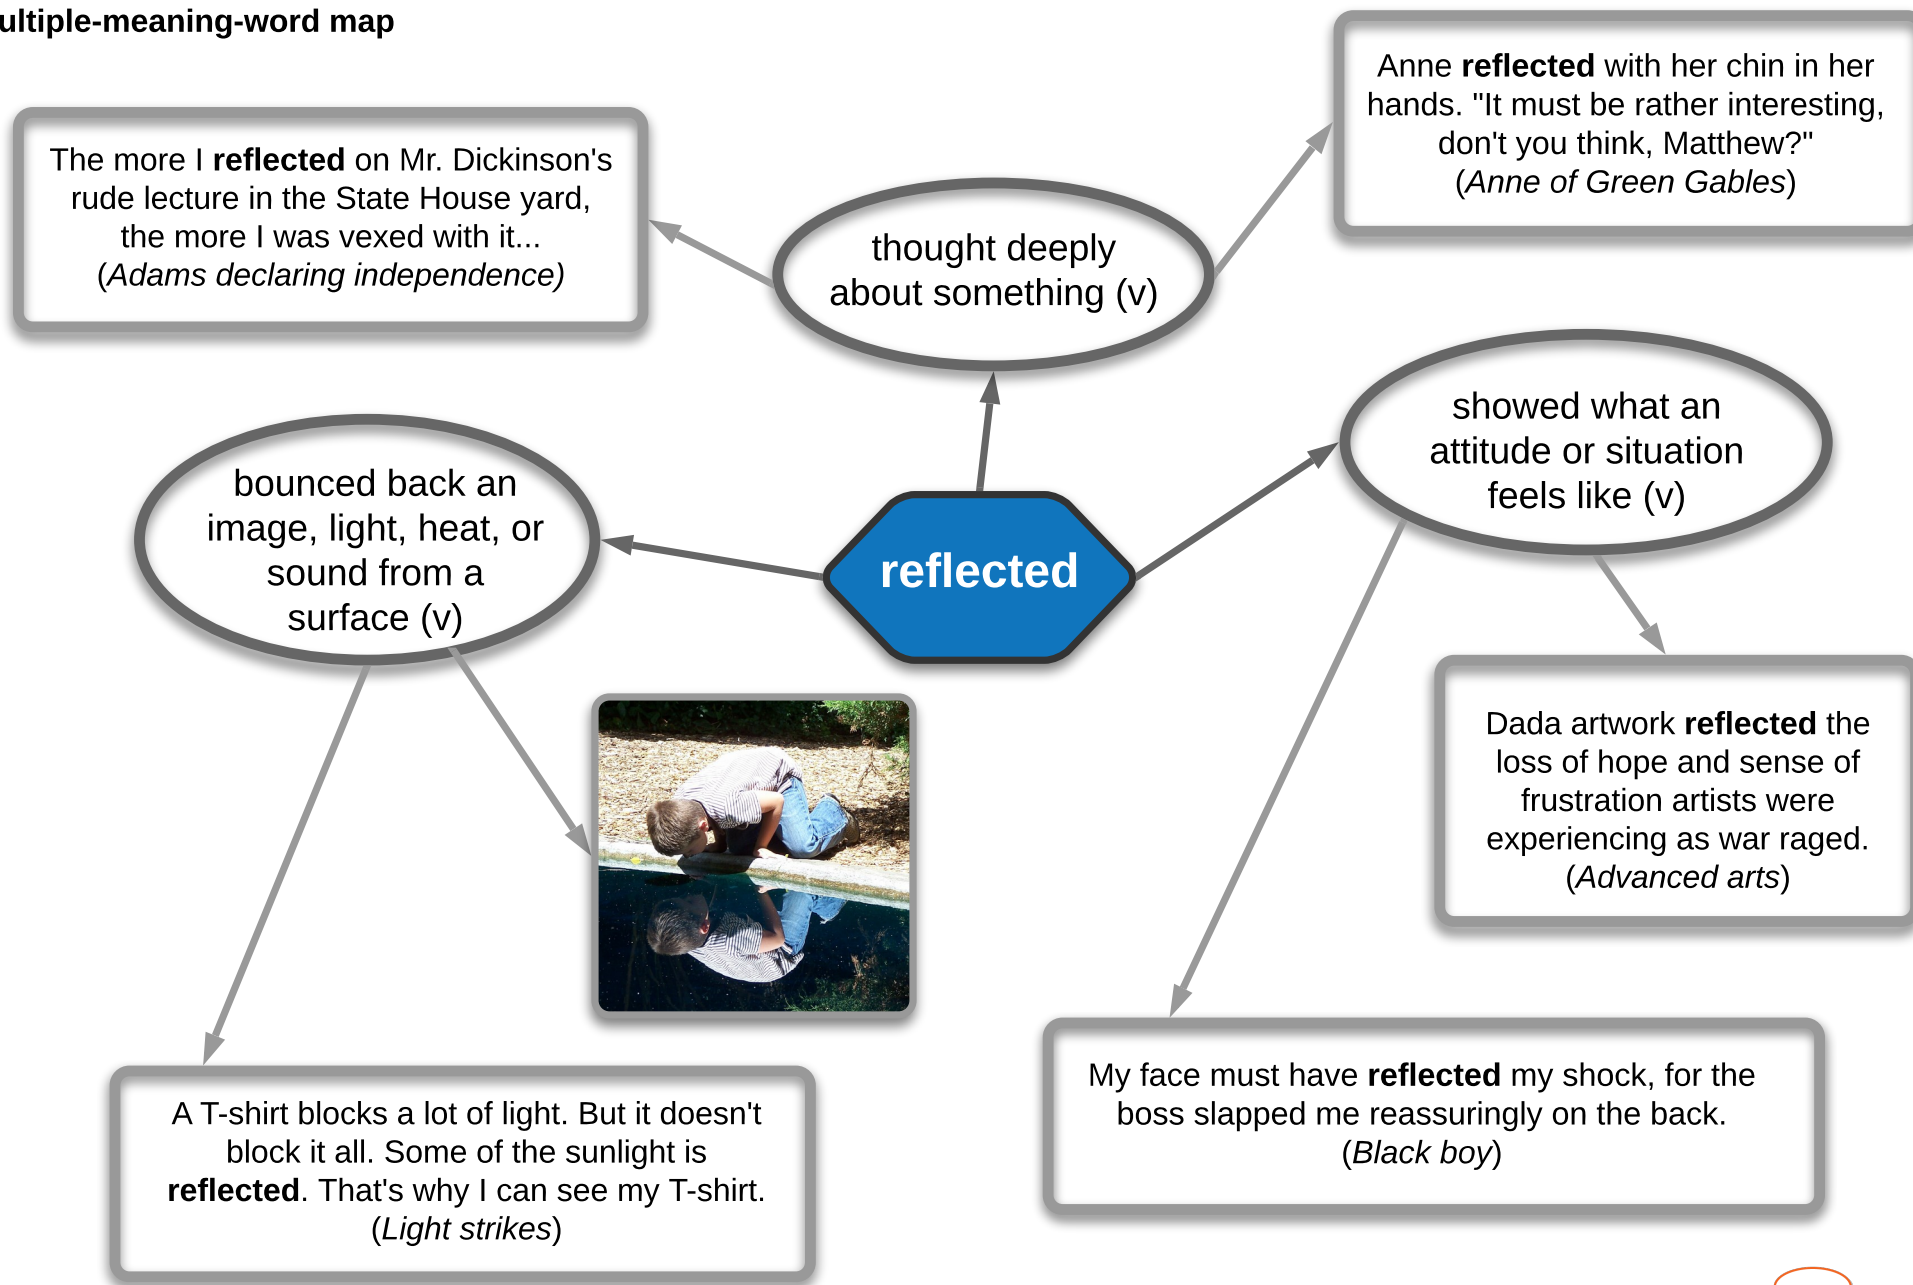 ultiple-meaning-word map
The more I reflected on Mr. Dickinson's
rude lecture in the State House yard,
the more I was vexed with it...
(Adams declaring independence)
Anne reflected with her chin in her
hands. "It must be rather interesting,
don't you think, Matthew?"
(Anne of Green Gables)
thought deeply
about something (v)
showed what an
attitude or situation
feels like (v)
bounced back an
image, light, heat, or
sound from a
surface (v)
reflected
Dada artwork reflected the
loss of hope and sense of
frustration artists were
experiencing as war raged.
(Advanced arts)
My face must have reflected my shock, for the
boss slapped me reassuringly on the back.
(Black boy)
A T-shirt blocks a lot of light. But it doesn't
block it all. Some of the sunlight is
reflected. That's why I can see my T-shirt.
(Light strikes)